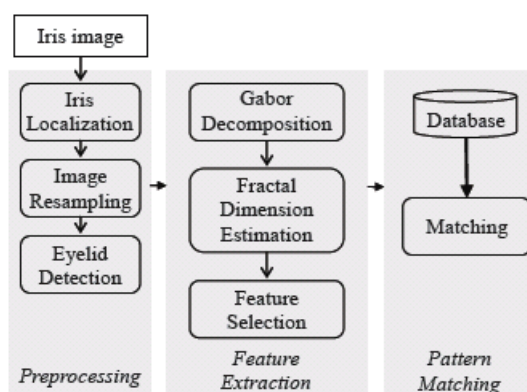 Iris image
Iris
Localization
Image
Resampling
Eyelid
Detection
Preprocessing
Gabor
Decomposition
Fractal
Dimension
Estimation
Feature
Selection
Feature
Extraction
Database
Matching
Pattern
Matching